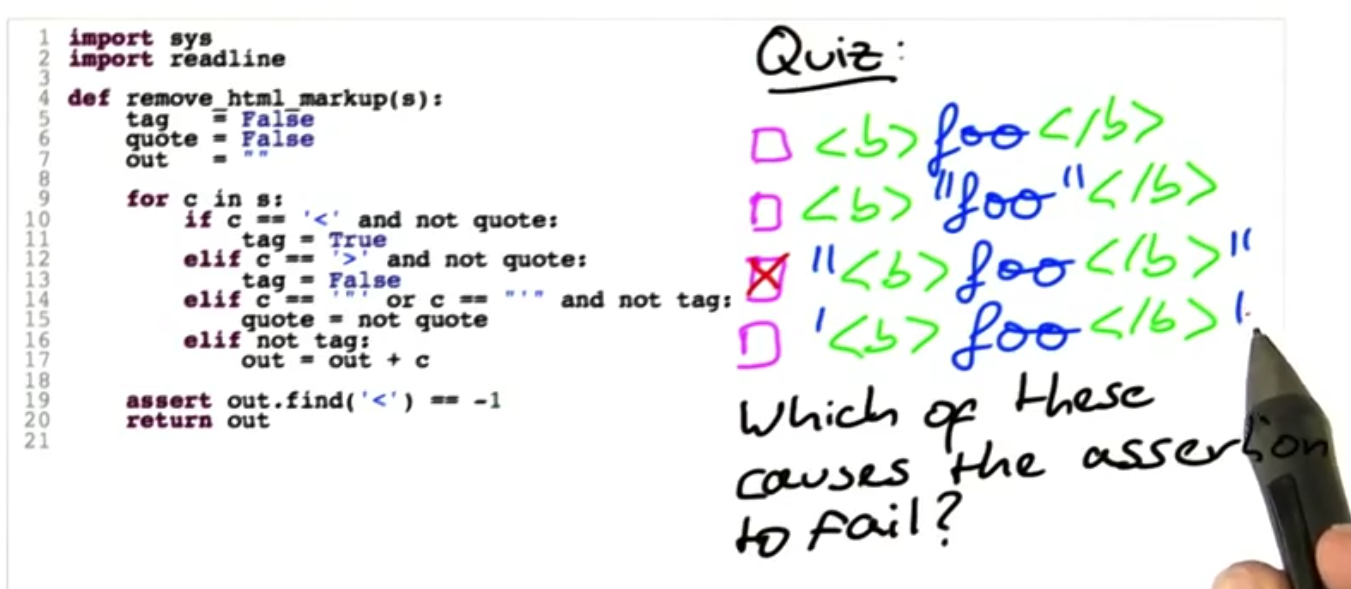 1 import sys
2 import readline
3
4 def remove_html_markup(s):
5     tag   = False
6     quote = False
7     out   = ""
8
9     for c in s:
10         if c == '<' and not quote:
11             tag = True
12         elif c == '>' and not quote:
13             tag = False
14         elif c == '"' or c == "'" and not tag:
15             quote = not quote
16         elif not tag:
17             out = out + c
18
19     assert out.find('<') == -1
20     return out
21
Quiz:
<b>foo</b>
<b>"foo"</b>
"<b>foo</b>"
'<b>foo</b>'
Which of these
causes the assertion
to fail?